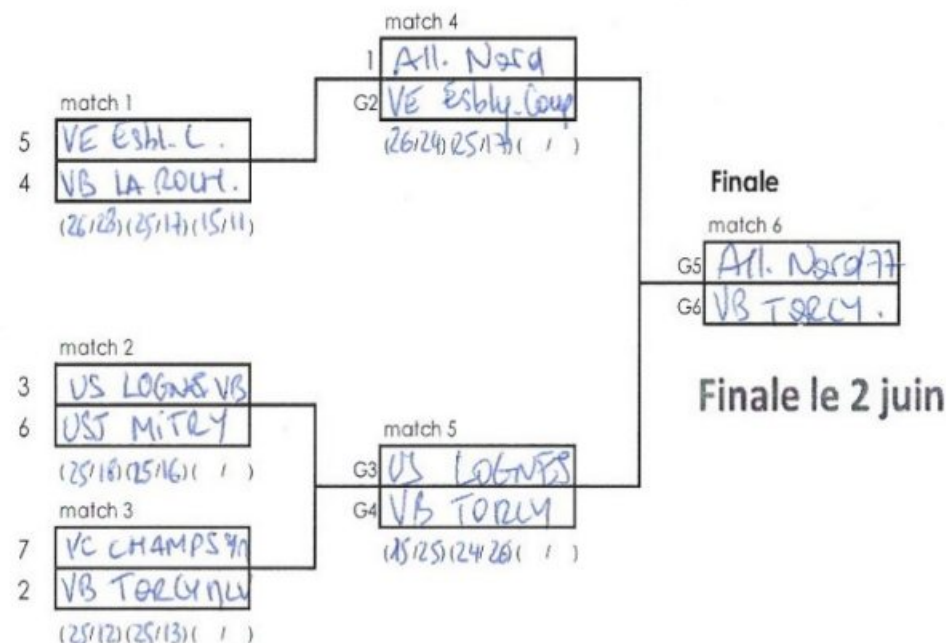 match 4
1 All. Nord
G2 VE Esbly-Coup
(26/24)(25/17)( / )
match 1
5 VE Esbl. C.
4 VB LA ROCH.
(26/28)(25/17)(15/11)
Finale
match 6
G5 All. Nord 77
G6 VB TORCY.
Finale le 2 juin
match 2
3 US LOGNES VB
6 USJ MITRY
(25/18)(25/16)( / )
match 5
G3 US LOGNES
G4 VB TORCY
(15/25)(24/26)( / )
match 3
7 VC CHAMPS
2 VB TORCY MLV
(25/12)(25/13)( / )